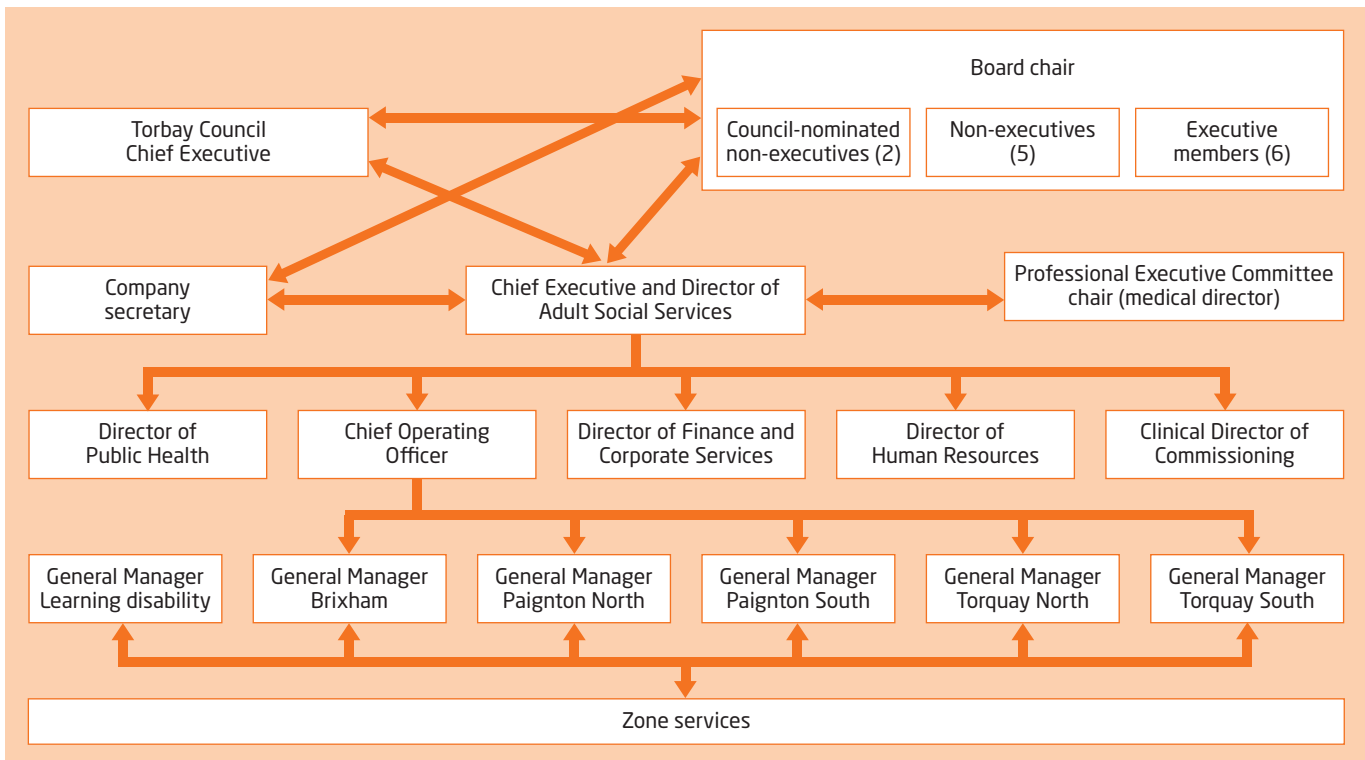 Board chair
Torbay Council
Chief Executive
Council-nominated
non-executives (2)
Non-executives
(5)
Executive
members (6)
Company
secretary
Chief Executive and Director of
Adult Social Services
Professional Executive Committee
chair (medical director)
Director of
Public Health
Chief Operating
Officer
Director of Finance and
Corporate Services
Director of
Human Resources
Clinical Director of
Commissioning
General Manager
Learning disability
General Manager
Brixham
General Manager
Paignton North
General Manager
Paignton South
General Manager
Torquay North
General Manager
Torquay South
Zone services